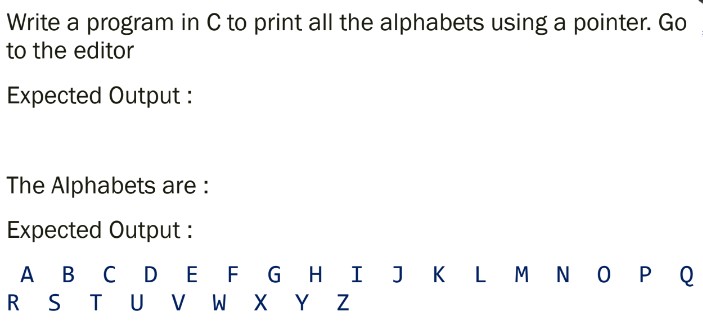 Write a program in C to print all the alphabets using a pointer. Go
to the editor
Expected Output :
The Alphabets are :
Expected Output :
A B C D E F G H I J K L M N O P Q
R S T U V W X Y Z